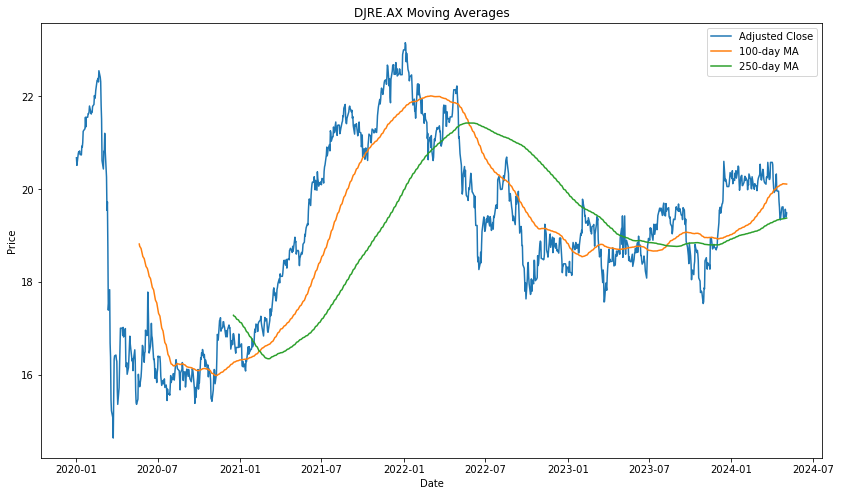 DJRE.AX Moving Averages
Adjusted Close
100-day MA
250-day MA
Price
22
20
18
16
2020-01 2020-07 2021-01 2021-07 2022-01 2022-07 2023-01 2023-07 2024-01 2024-07
Date